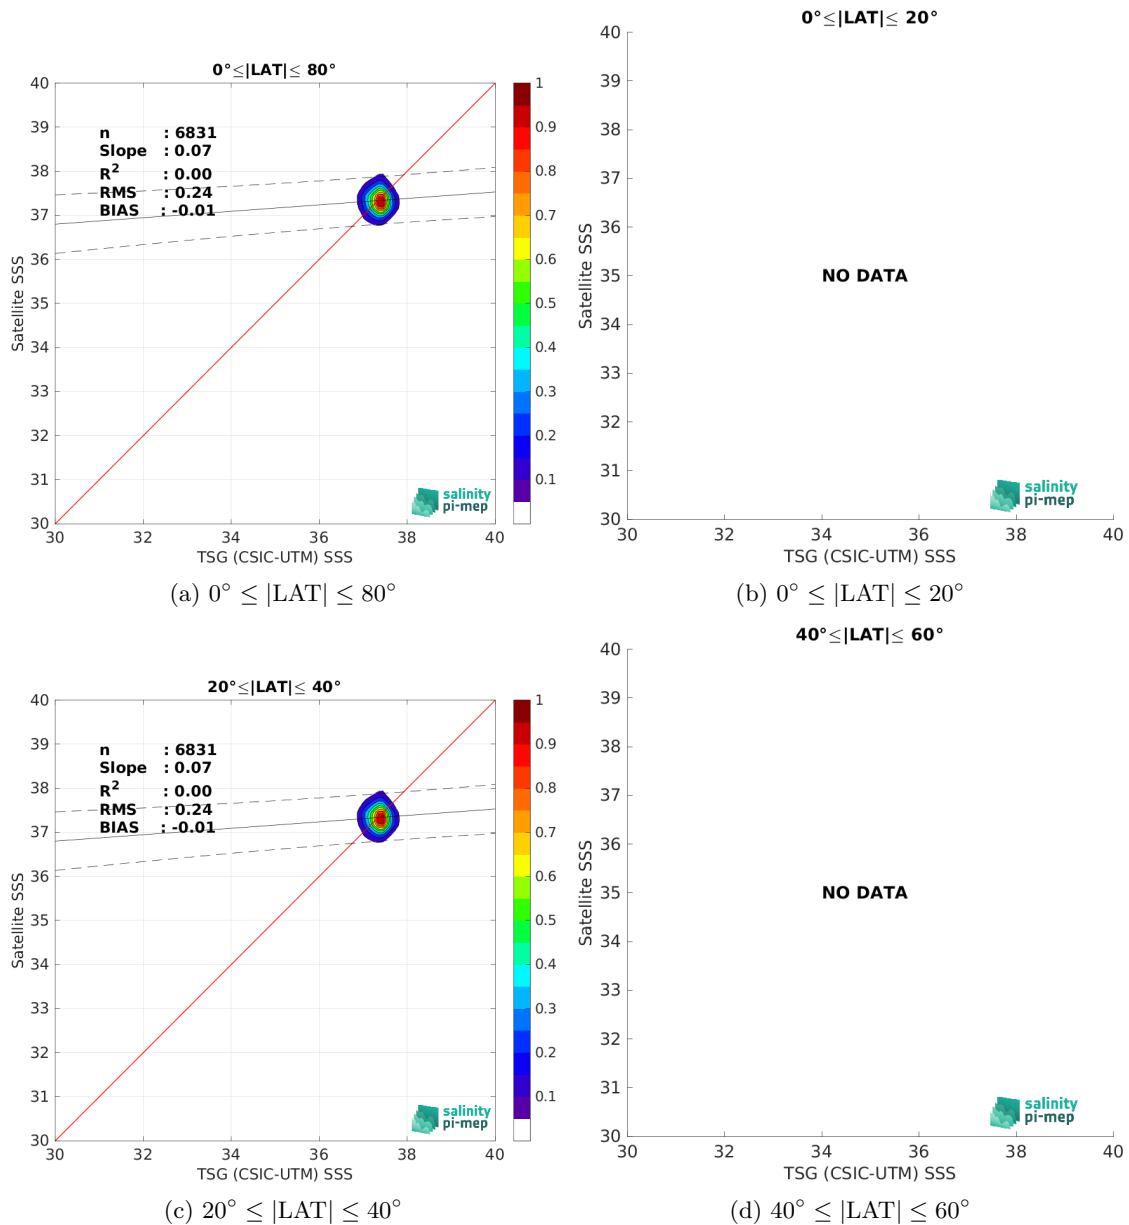 0°≤|LAT|≤ 80°
40
39
38
37
36
35
34
33
32
31
30
Satellite SSS
n : 6831
Slope : 0.07
R² : 0.00
RMS : 0.24
BIAS : -0.01
salinity
pi-mep
30 32 34 36 38 40
TSG (CSIC-UTM) SSS
1
0.9
0.8
0.7
0.6
0.5
0.4
0.3
0.2
0.1
(a) 0° ≤ |LAT| ≤ 80°
0°≤|LAT|≤ 20°
40
39
38
37
36
35
34
33
32
31
30
Satellite SSS
NO DATA
salinity
pi-mep
30 32 34 36 38 40
TSG (CSIC-UTM) SSS
(b) 0° ≤ |LAT| ≤ 20°
20°≤|LAT|≤ 40°
40
39
38
37
36
35
34
33
32
31
30
Satellite SSS
n : 6831
Slope : 0.07
R² : 0.00
RMS : 0.24
BIAS : -0.01
salinity
pi-mep
30 32 34 36 38 40
TSG (CSIC-UTM) SSS
1
0.9
0.8
0.7
0.6
0.5
0.4
0.3
0.2
0.1
(c) 20° ≤ |LAT| ≤ 40°
40°≤|LAT|≤ 60°
40
39
38
37
36
35
34
33
32
31
30
Satellite SSS
NO DATA
salinity
pi-mep
30 32 34 36 38 40
TSG (CSIC-UTM) SSS
(d) 40° ≤ |LAT| ≤ 60°